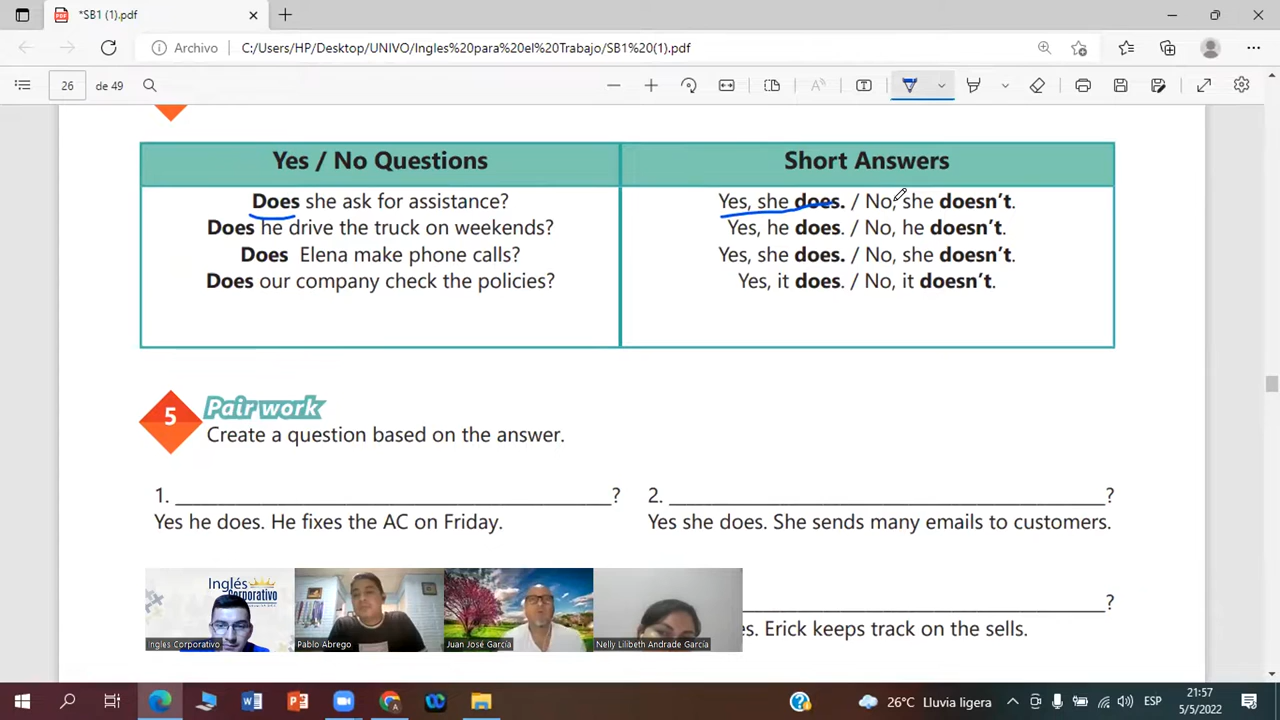 *SB1 (1).pdf
Archivo
C:/Users/HP/Desktop/UNIVO/Ingles%20para%20el%20Trabajo/SB1%20(1).pdf
26 de 49
Yes / No Questions
Short Answers
Does she ask for assistance?
Yes, she does. / No, she doesn't.
Does he drive the truck on weekends?
Yes, he does. / No, he doesn't.
Does Elena make phone calls?
Yes, she does. / No, she doesn't.
Does our company check the policies?
Yes, it does. / No, it doesn't.
5 Pair work
Create a question based on the answer.
1. ________________________________________?
Yes he does. He fixes the AC on Friday.
2. ________________________________________?
Yes she does. She sends many emails to customers.
________________________________?
es. Erick keeps track on the sells.
Inglés
Corporativo
Ingles Corporativo
Pablo Abrego
Juan José García
Nelly Lilibeth Andrade García
26°C Lluvia ligera
ESP
21:57
5/5/2022